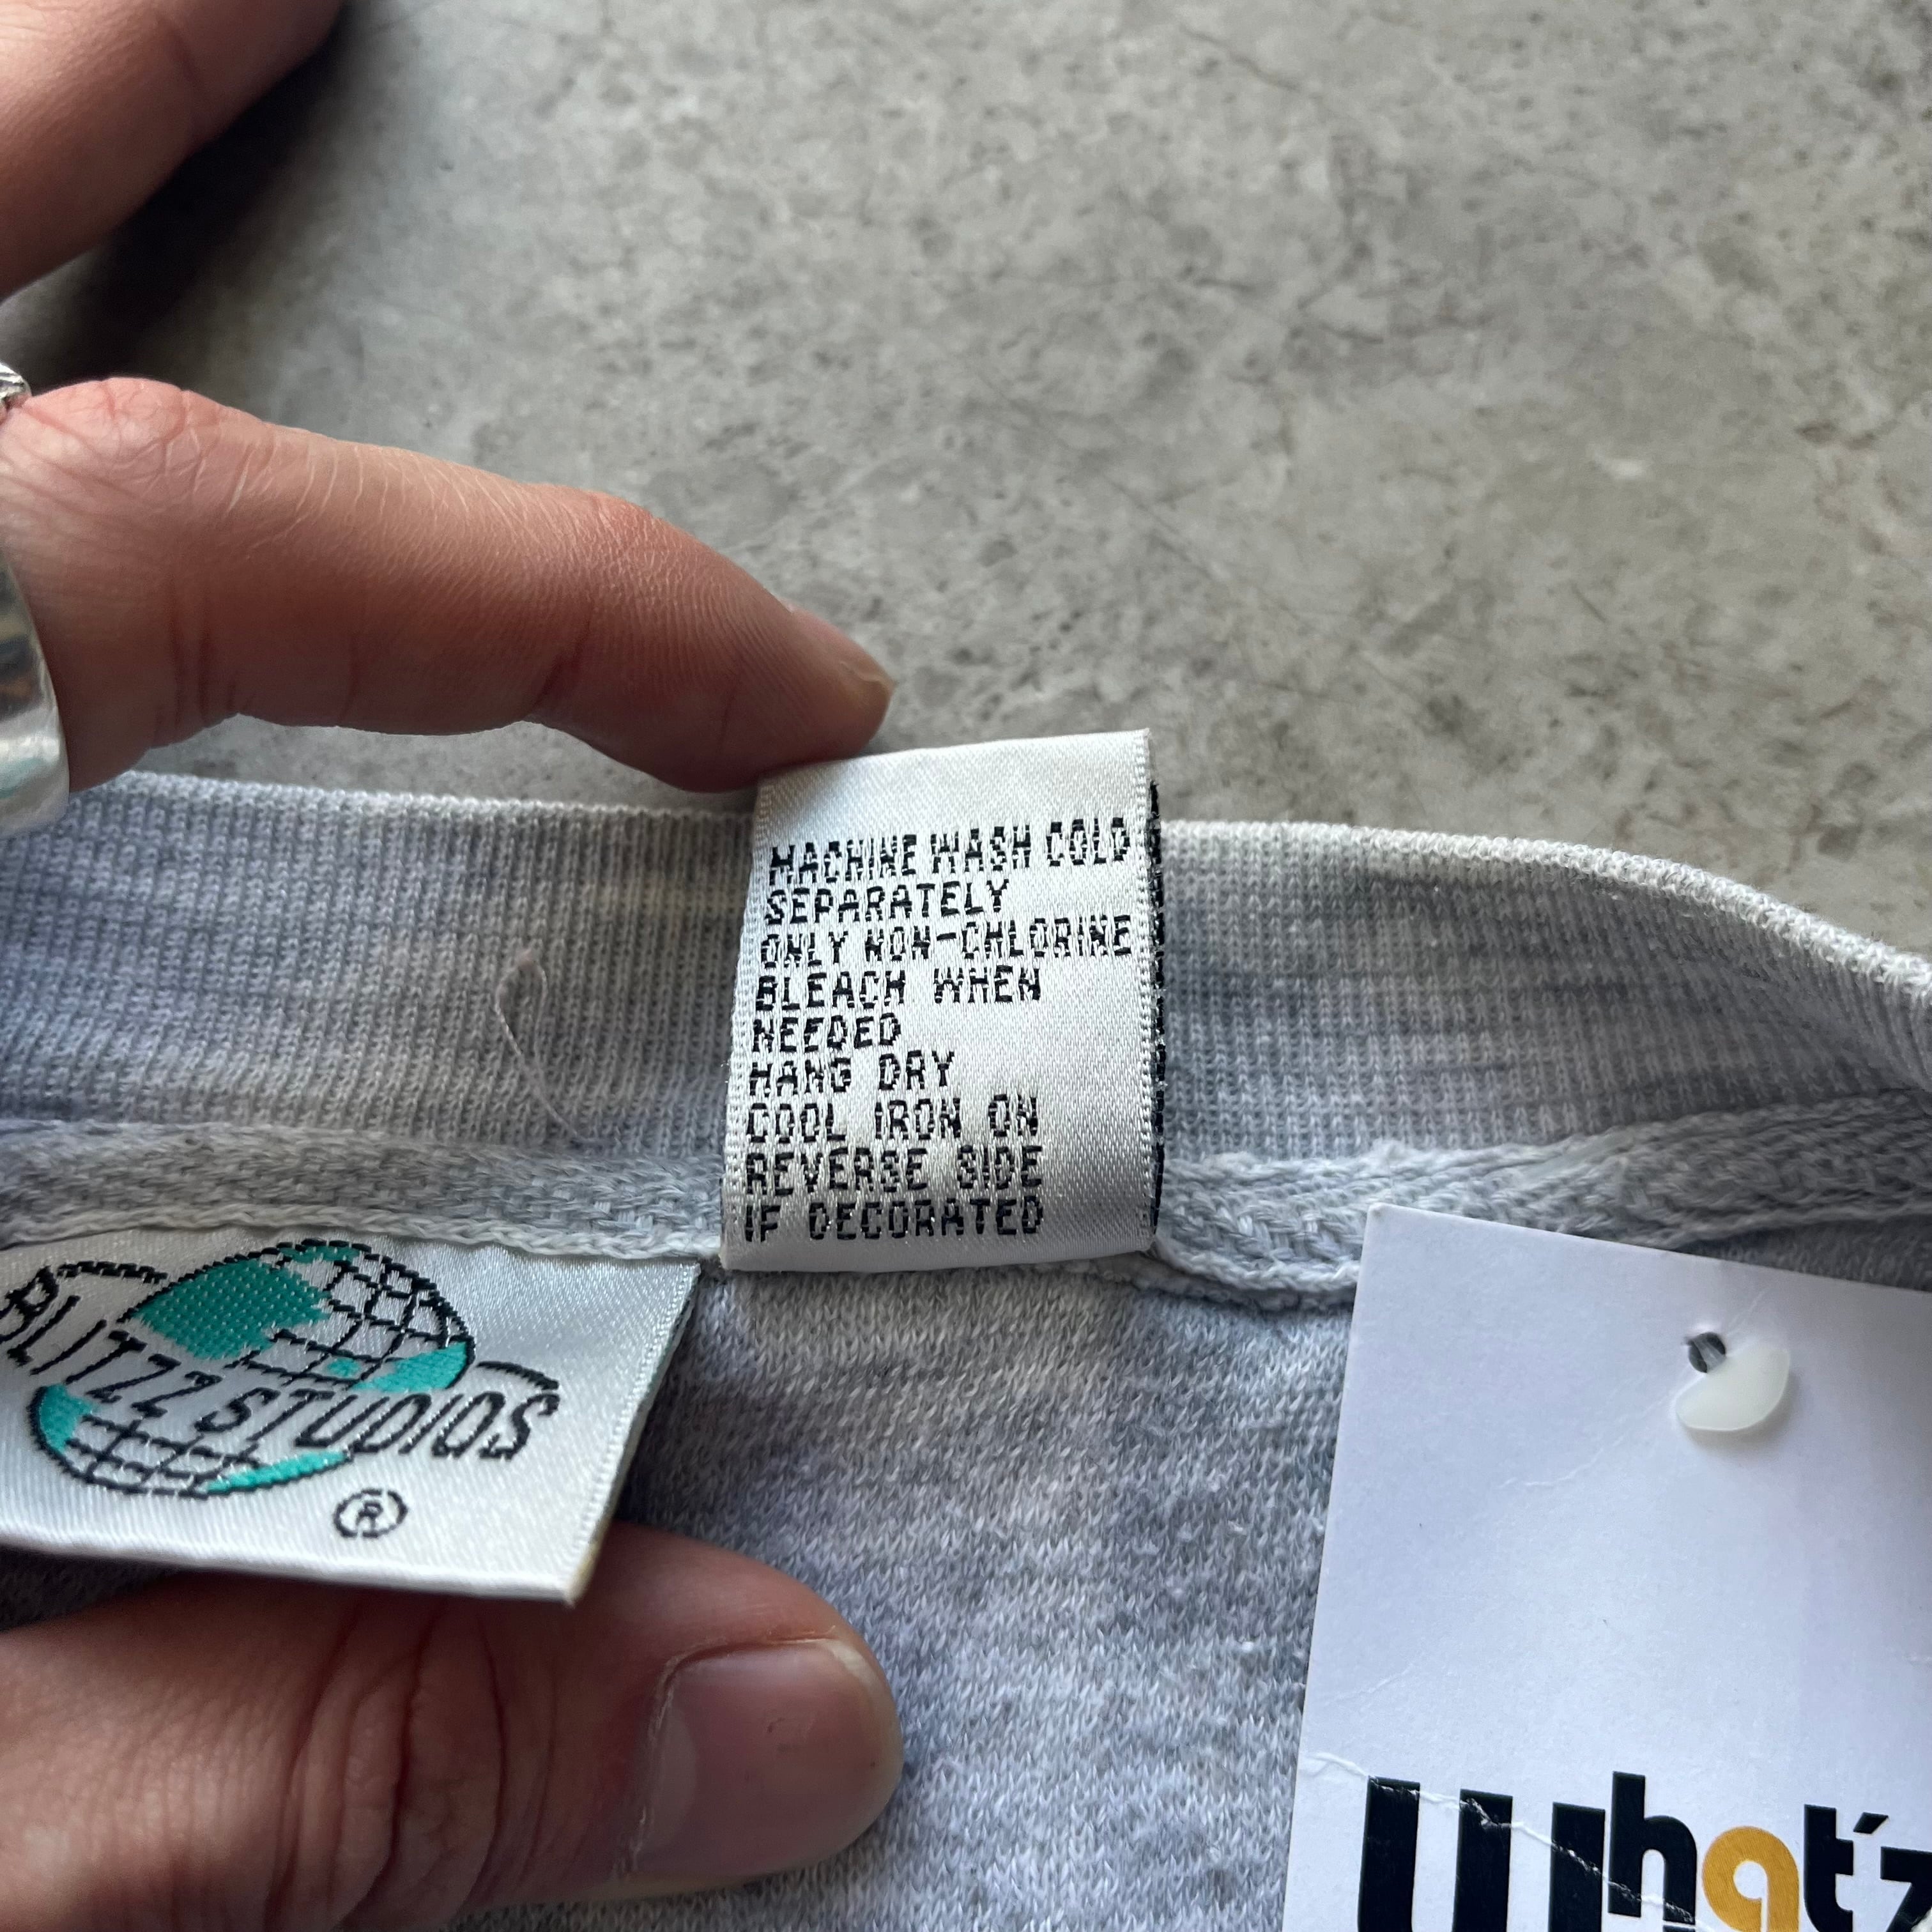 MACHINE WASH COLD
SEPARATELY
ONLY NON-CHLORINE
BLEACH WHEN
NEEDED
HANG DRY
COOL IRON ON
REVERSE SIDE
IF DECORATED
BLITZZ STUDIOS
®
What'z